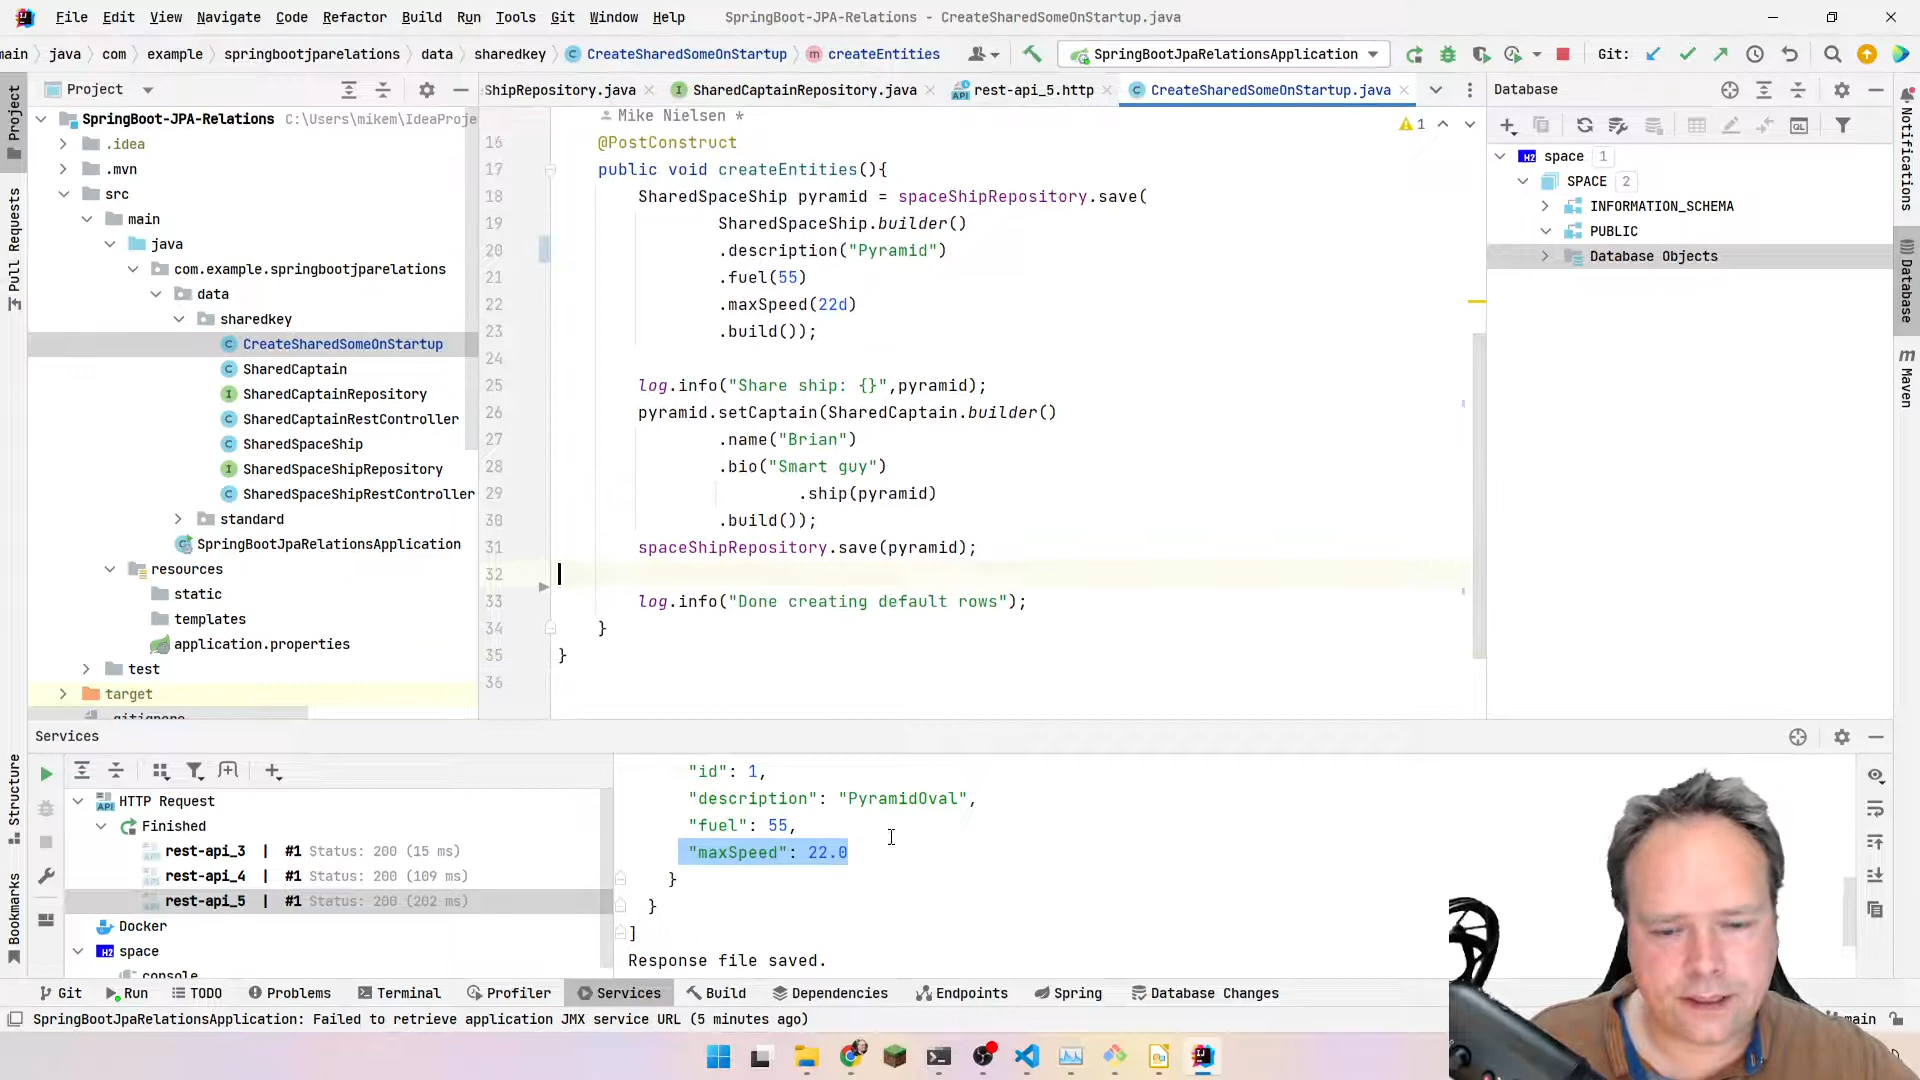 File Edit View Navigate Code Refactor Build Run Tools Git Window Help SpringBoot-JPA-Relations - CreateSharedSomeOnStartup.java
main java com example springbootjparelations data sharedkey CreateSharedSomeOnStartup createEntities SpringBootJpaRelationsApplication Git:
Project
ShipRepository.java SharedCaptainRepository.java rest-api_5.http CreateSharedSomeOnStartup.java
Database
SpringBoot-JPA-Relations C:\Users\mikem\IdeaProje
.idea
.mvn
src
main
java
com.example.springbootjparelations
data
sharedkey
CreateSharedSomeOnStartup
SharedCaptain
SharedCaptainRepository
SharedCaptainRestController
SharedSpaceShip
SharedSpaceShipRepository
SharedSpaceShipRestController
standard
SpringBootJpaRelationsApplication
resources
static
templates
application.properties
test
target
.gitignore
Mike Nielsen *
1
16 @PostConstruct
17 public void createEntities(){
18 SharedSpaceShip pyramid = spaceShipRepository.save(
19 SharedSpaceShip.builder()
20 .description("Pyramid")
21 .fuel(55)
22 .maxSpeed(22d)
23 .build());
24
25 log.info("Share ship: {}",pyramid);
26 pyramid.setCaptain(SharedCaptain.builder()
27 .name("Brian")
28 .bio("Smart guy")
29 .ship(pyramid)
30 .build());
31 spaceShipRepository.save(pyramid);
32
33 log.info("Done creating default rows");
34 }
35 }
36
space 1
SPACE 2
INFORMATION_SCHEMA
PUBLIC
Database Objects
Project
Pull Requests
Structure
Bookmarks
Notifications
Database
Maven
Services
HTTP Request
Finished
rest-api_3 | #1 Status: 200 (15 ms)
rest-api_4 | #1 Status: 200 (109 ms)
rest-api_5 | #1 Status: 200 (202 ms)
Docker
space
console
"id": 1,
"description": "PyramidOval",
"fuel": 55,
"maxSpeed": 22.0
}
}
]
Response file saved.
Git Run TODO Problems Terminal Profiler Services Build Dependencies Endpoints Spring Database Changes
SpringBootJpaRelationsApplication: Failed to retrieve application JMX service URL (5 minutes ago)
main